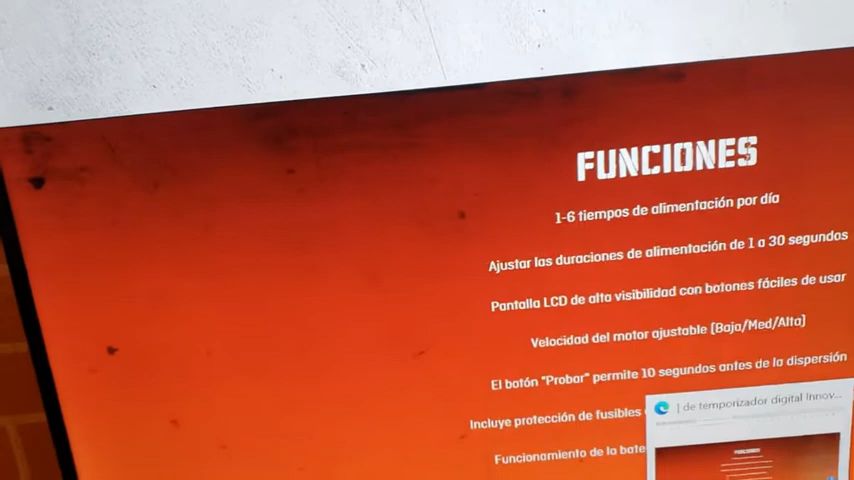 FUNCIONES
1-6 tiempos de alimentación por día
Ajustar las duraciones de alimentación de 1 a 30 segundos
Pantalla LCD de alta visibilidad con botones fáciles de usar
Velocidad del motor ajustable (Baja/Med/Alta)
El botón "Probar" permite 10 segundos antes de la dispersión
Incluye protección de fusibles
| de temporizador digital Innov...
Funcionamiento de la bate
FUNCIONES